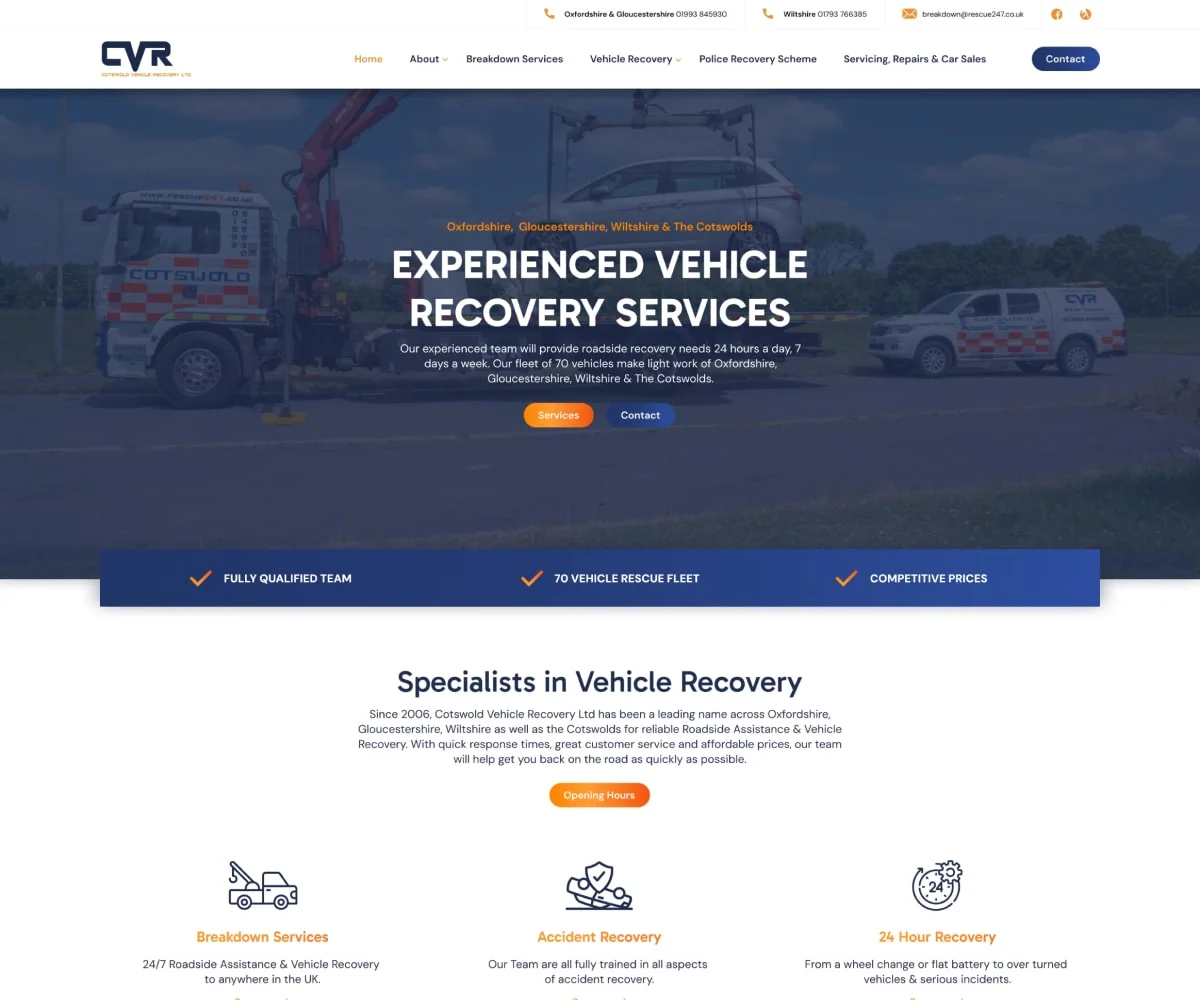 Oxfordshire & Gloucestershire 01993 845930
Wiltshire 01793 766385
breakdown@rescue247.co.uk
CVR
COTSWOLD VEHICLE RECOVERY LTD
Home
About
Breakdown Services
Vehicle Recovery
Police Recovery Scheme
Servicing, Repairs & Car Sales
Contact
www.rescue247.co.uk
COTSWOLD
CVR
Oxfordshire, Gloucestershire, Wiltshire & The Cotswolds
EXPERIENCED VEHICLE
RECOVERY SERVICES
Our experienced team will provide roadside recovery needs 24 hours a day, 7
days a week. Our fleet of 70 vehicles make light work of Oxfordshire,
Gloucestershire, Wiltshire & The Cotswolds.
Services
Contact
FULLY QUALIFIED TEAM
70 VEHICLE RESCUE FLEET
COMPETITIVE PRICES
Specialists in Vehicle Recovery
Since 2006, Cotswold Vehicle Recovery Ltd has been a leading name across Oxfordshire,
Gloucestershire, Wiltshire as well as the Cotswolds for reliable Roadside Assistance & Vehicle
Recovery. With quick response times, great customer service and affordable prices, our team
will help get you back on the road as quickly as possible.
Opening Hours
24
Breakdown Services
Accident Recovery
24 Hour Recovery
24/7 Roadside Assistance & Vehicle Recovery
to anywhere in the UK.
Our Team are all fully trained in all aspects
of accident recovery.
From a wheel change or flat battery to over turned
vehicles & serious incidents.